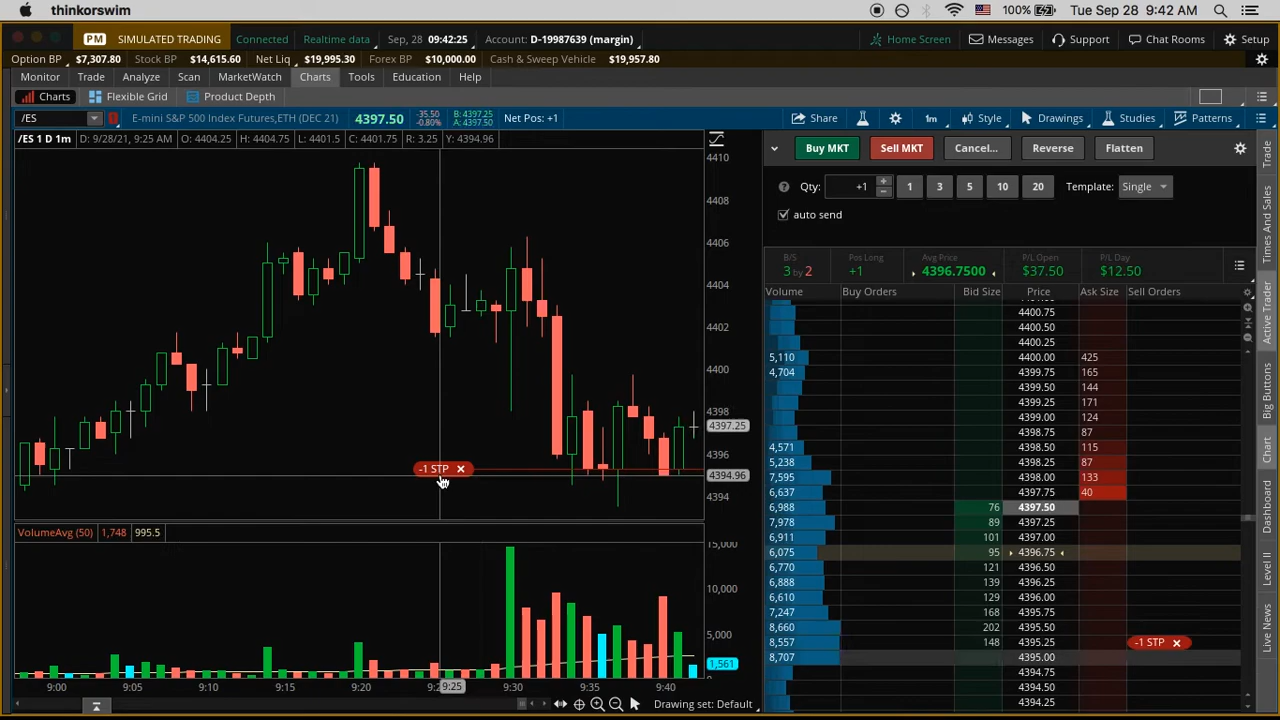 thinkorswim 100% Tue Sep 28 9:42 AM
PM SIMULATED TRADING Connected Realtime data Sep, 28 09:42:25 Account: D-19987639 (margin) Home Screen Messages Support Chat Rooms Setup
Option BP $7,307.80 Stock BP $14,615.60 Net Liq $19,995.30 Forex BP $10,000.00 Cash & Sweep Vehicle $19,957.80
Monitor Trade Analyze Scan MarketWatch Charts Tools Education Help
Charts Flexible Grid Product Depth
/ES E-mini S&P 500 Index Futures,ETH (DEC 21) 4397.50 -35.50 -0.80% B: 4397.25 A: 4397.50 Net Pos: +1 Share 1m Style Drawings Studies Patterns
/ES 1 D 1m D: 9/28/21, 9:25 AM O: 4404.25 H: 4404.75 L: 4401.5 C: 4401.75 R: 3.25 Y: 4394.96
4410
4408
4406
4404
4402
4400
4398
4397.25
4396
4394.96
4394
-1 STP ×
VolumeAvg (50) 1,748 995.5
15,000
10,000
5,000
1,561
9:00 9:05 9:10 9:15 9:20 9:25 9:30 9:35 9:40
Drawing set: Default
Buy MKT Sell MKT Cancel... Reverse Flatten
Qty: +1 1 3 5 10 20 Template: Single
auto send
B/S Pos Long Avg Price P/L Open P/L Day
3 by 2 +1 4396.7500 $37.50 $12.50
Volume Buy Orders Bid Size Price Ask Size Sell Orders
4400.75
4400.50
4400.25
5,110 4400.00 425
4,704 4399.75 165
4399.50 144
4399.25 171
4399.00 124
4398.75 87
4,571 4398.50 115
5,238 4398.25 87
7,595 4398.00 133
6,637 4397.75 40
6,988 76 4397.50
7,978 89 4397.25
6,911 101 4397.00
6,075 95 4396.75
6,770 121 4396.50
6,888 139 4396.25
6,610 129 4396.00
7,247 168 4395.75
8,660 202 4395.50
8,557 148 4395.25 -1 STP ×
8,707 4395.00
4394.75
4394.50
4394.25
Trade
Times And Sales
Active Trader
Big Buttons
Chart
Dashboard
Level II
Live News